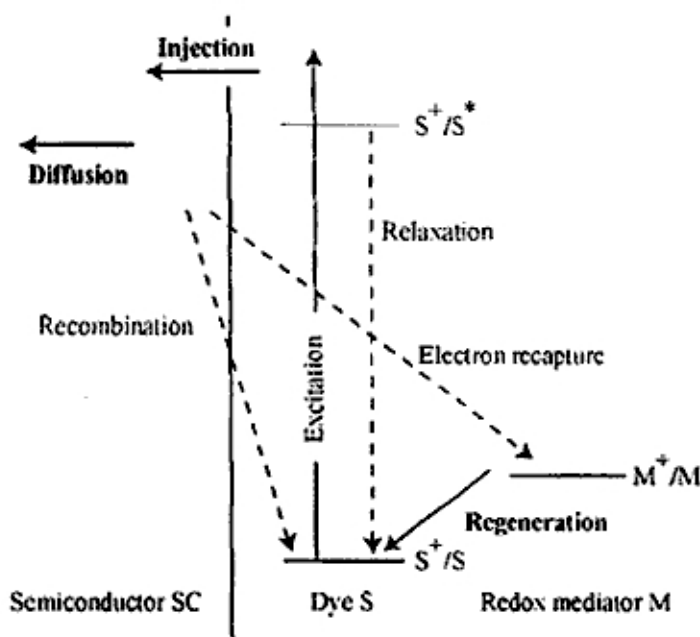 Injection
S⁺/S*
Diffusion
Relaxation
Recombination
Electron recapture
Excitation
M⁺/M
Regeneration
S⁺/S
Semiconductor SC
Dye S
Redox mediator M